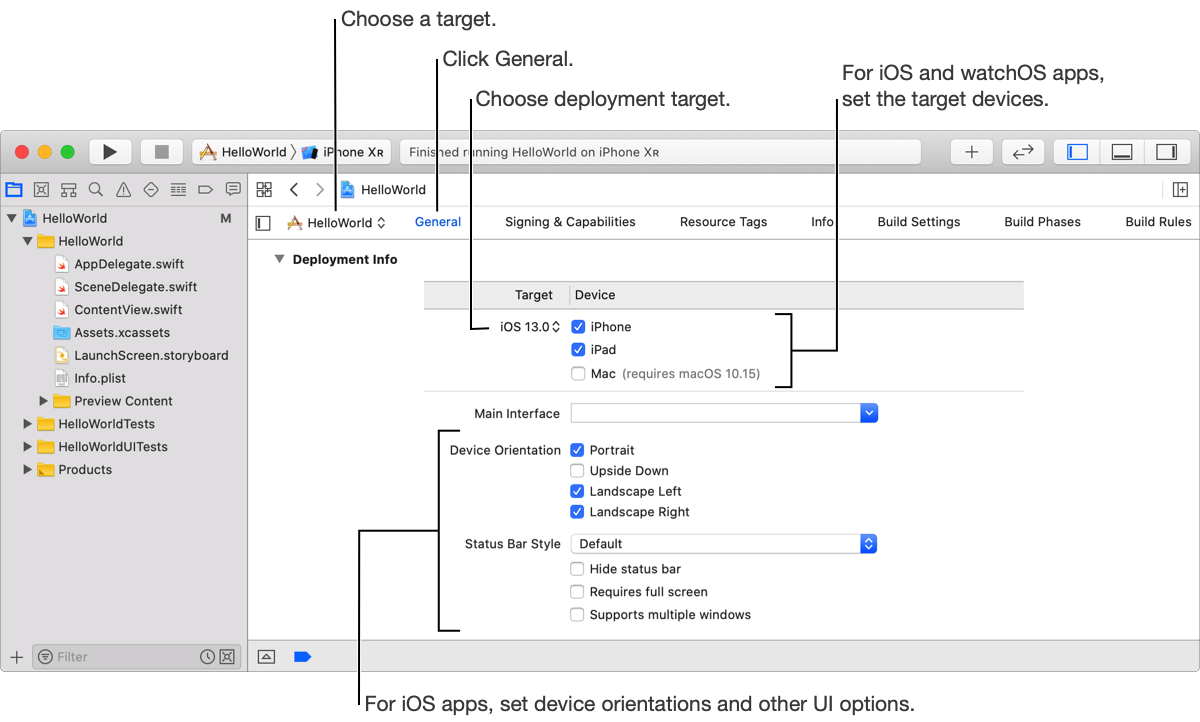 Choose a target.
Click General.
For iOS and watchOS apps,
set the target devices.
Choose deployment target.
HelloWorld
iPhone XR
Finished running HelloWorld on iPhone XR
HelloWorld
HelloWorld M
HelloWorld
AppDelegate.swift
SceneDelegate.swift
ContentView.swift
Assets.xcassets
LaunchScreen.storyboard
Info.plist
Preview Content
HelloWorldTests
HelloWorldUITests
Products
Filter
HelloWorld General Signing & Capabilities Resource Tags Info Build Settings Build Phases Build Rules
Deployment Info
Target Device
iOS 13.0 iPhone
iPad
Mac (requires macOS 10.15)
Main Interface
Device Orientation Portrait
Upside Down
Landscape Left
Landscape Right
Status Bar Style Default
Hide status bar
Requires full screen
Supports multiple windows
For iOS apps, set device orientations and other UI options.